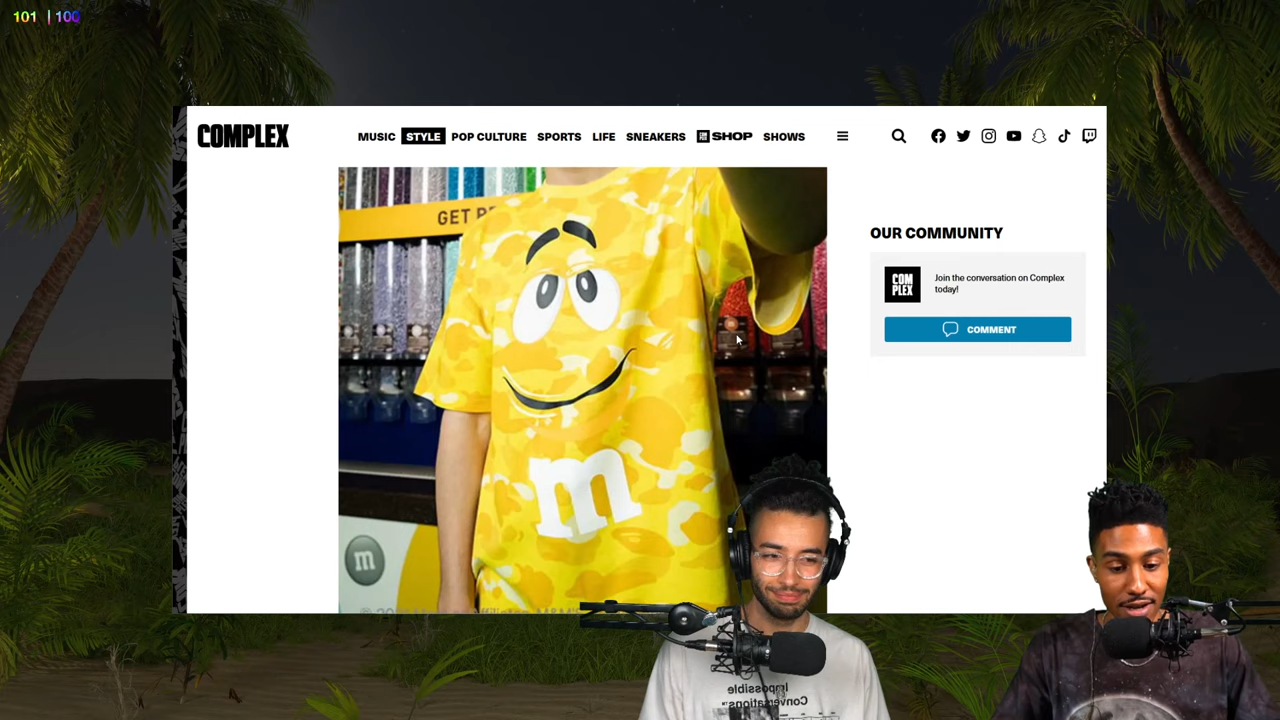 101 | 100
COMPLEX
MUSIC STYLE POP CULTURE SPORTS LIFE SNEAKERS SHOP SHOWS
GET
OUR COMMUNITY
COM
PLEX
Join the conversation on Complex
today!
COMMENT
m
m
Impossible
Conversations